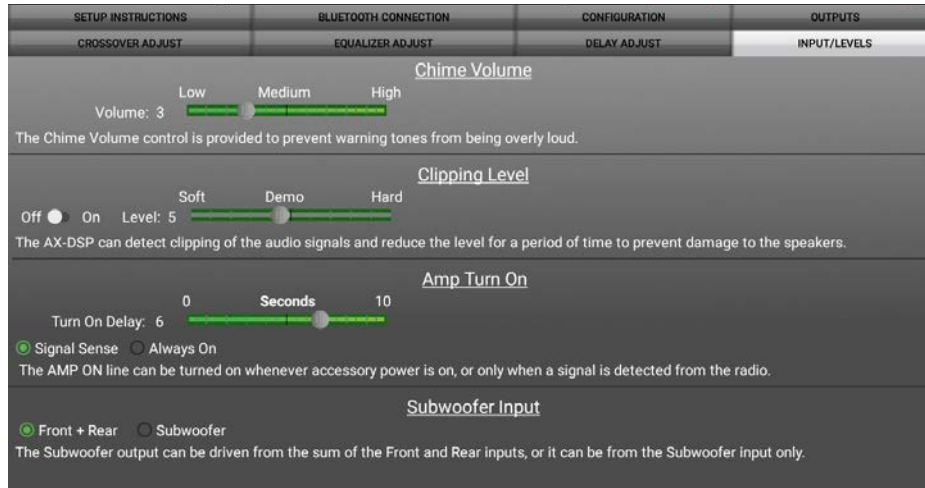 SETUP INSTRUCTIONS BLUETOOTH CONNECTION CONFIGURATION OUTPUTS
CROSSOVER ADJUST EQUALIZER ADJUST DELAY ADJUST INPUT/LEVELS
Chime Volume
Low Medium High
Volume: 3
The Chime Volume control is provided to prevent warning tones from being overly loud.
Clipping Level
Soft Demo Hard
Off On Level: 5
The AX-DSP can detect clipping of the audio signals and reduce the level for a period of time to prevent damage to the speakers.
Amp Turn On
0 Seconds 10
Turn On Delay: 6
Signal Sense Always On
The AMP ON line can be turned on whenever accessory power is on, or only when a signal is detected from the radio.
Subwoofer Input
Front + Rear Subwoofer
The Subwoofer output can be driven from the sum of the Front and Rear inputs, or it can be from the Subwoofer input only.